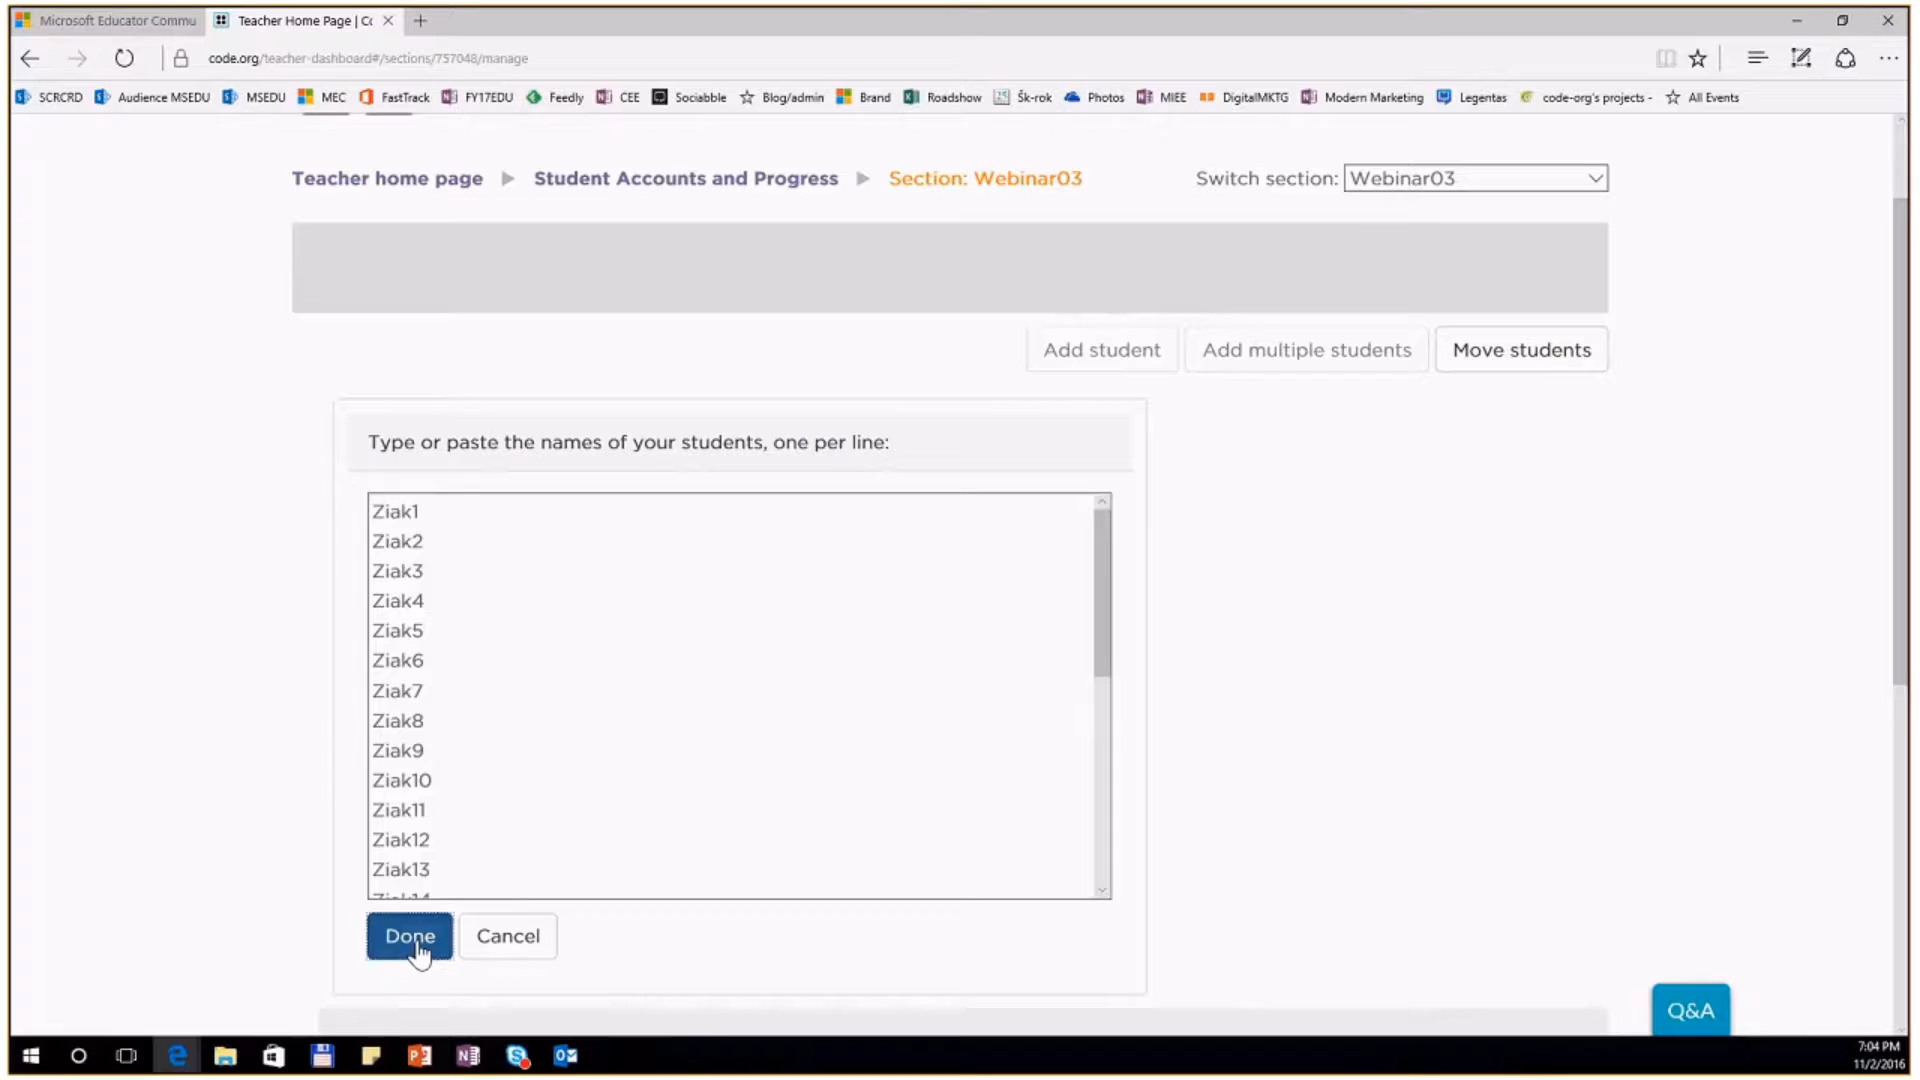 Microsoft Educator Commu
Teacher Home Page | Co
code.org/teacher-dashboard#/sections/757048/manage
SCRCRD Audience MSEDU MSEDU MEC FastTrack FY17EDU Feedly CEE Sociabble Blog/admin Brand Roadshow Šk-rok Photos MIEE DigitalMKTG Modern Marketing Legentas code-org's projects - All Events
Teacher home page Student Accounts and Progress Section: Webinar03 Switch section: Webinar03
Add student Add multiple students Move students
Type or paste the names of your students, one per line:
Ziak1
Ziak2
Ziak3
Ziak4
Ziak5
Ziak6
Ziak7
Ziak8
Ziak9
Ziak10
Ziak11
Ziak12
Ziak13
Ziak14
Done Cancel
Q&A
7:04 PM
11/2/2016